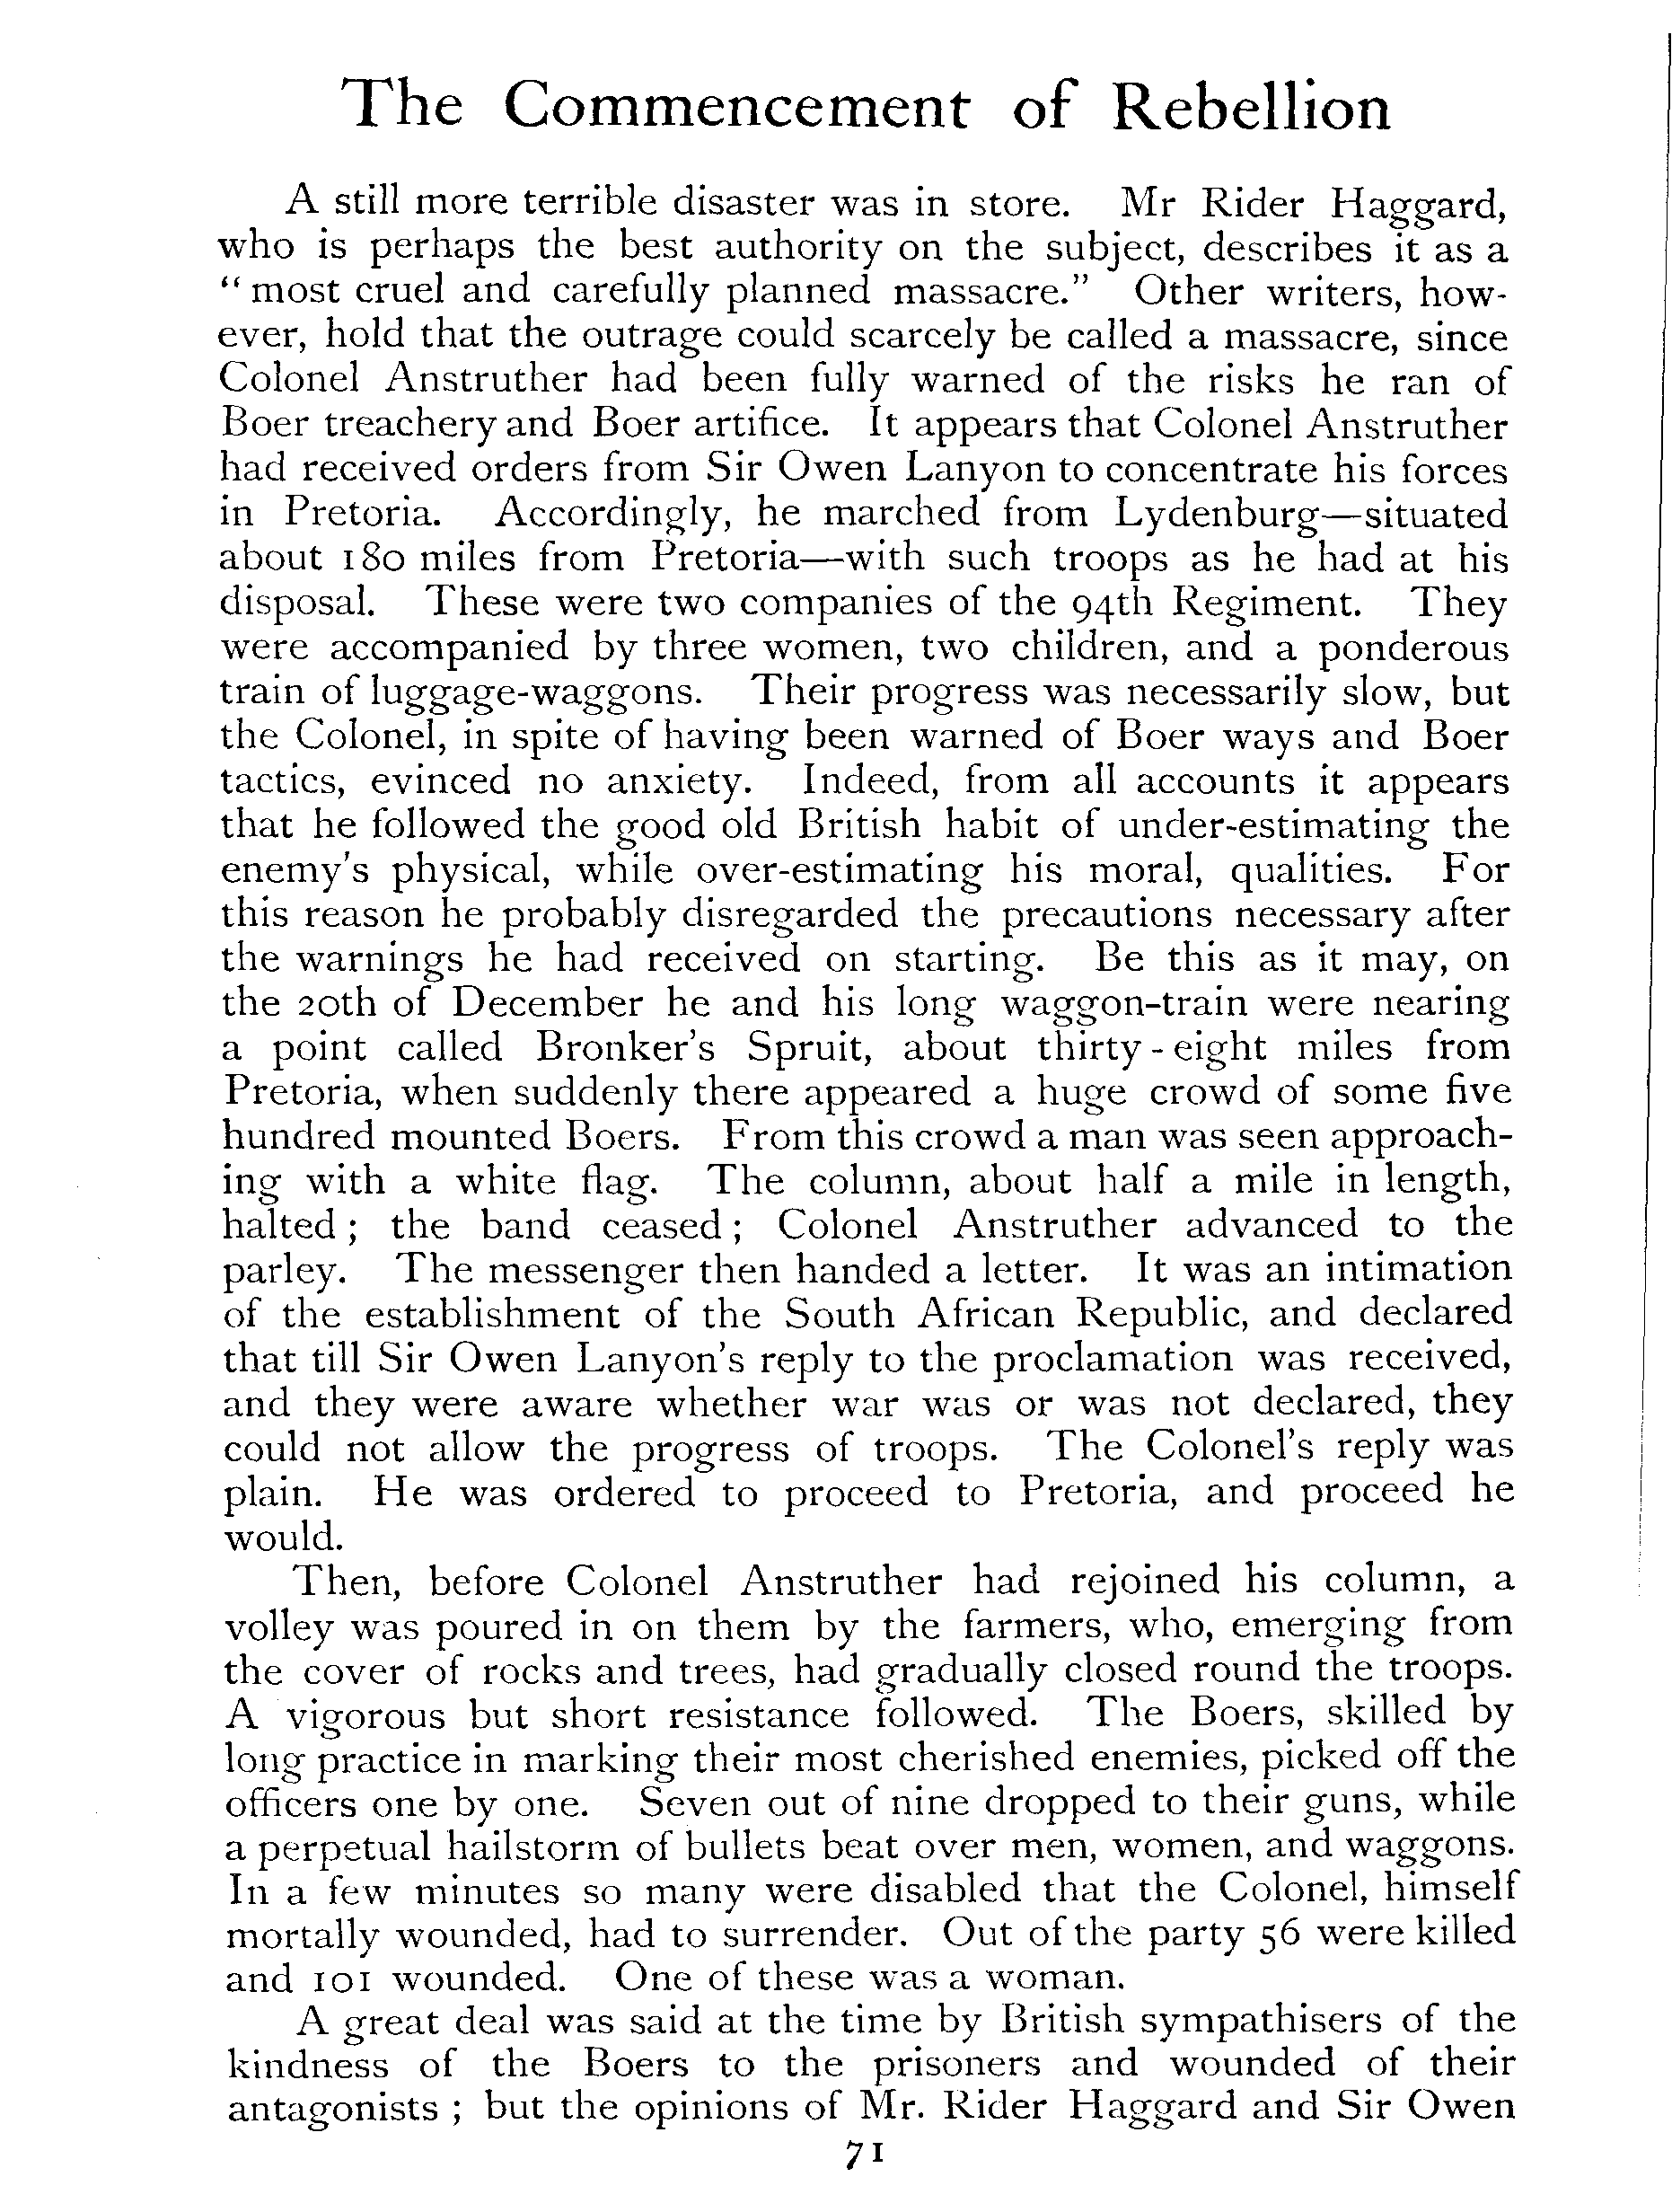 The Commencement of Rebellion
A still more terrible disaster was in store. Mr Rider Haggard,
who is perhaps the best authority on the subject, describes it as a
“most cruel and carefully planned massacre.” Other writers, how-
ever, hold that the outrage could scarcely be called a massacre, since
Colonel Anstruther had been fully warned of the risks he ran of
Boer treachery and Boer artifice. It appears that Colonel Anstruther
had received orders from Sir Owen Lanyon to concentrate his forces
in Pretoria. Accordingly, he marched from Lydenburg—situated
about 180 miles from Pretoria—with such troops as he had at his
disposal. These were two companies of the 94th Regiment. They
were accompanied by three women, two children, and a ponderous
train of luggage-waggons. Their progress was necessarily slow, but
the Colonel, in spite of having been warned of Boer ways and Boer
tactics, evinced no anxiety. Indeed, from all accounts it appears
that he followed the good old British habit of under-estimating the
enemy's physical, while over-estimating his moral, qualities. For
this reason he probably disregarded the precautions necessary after
the warnings he had received on starting. Be this as it may, on
the 20th of December he and his long waggon-train were nearing
a point called Bronker's Spruit, about thirty-eight miles from
Pretoria, when suddenly there appeared a huge crowd of some five
hundred mounted Boers. From this crowd a man was seen approach-
ing with a white flag. The column, about half a mile in length,
halted; the band ceased; Colonel Anstruther advanced to the
parley. The messenger then handed a letter. It was an intimation
of the establishment of the South African Republic, and declared
that till Sir Owen Lanyon's reply to the proclamation was received,
and they were aware whether war was or was not declared, they
could not allow the progress of troops. The Colonel's reply was
plain. He was ordered to proceed to Pretoria, and proceed he
would.
Then, before Colonel Anstruther had rejoined his column, a
volley was poured in on them by the farmers, who, emerging from
the cover of rocks and trees, had gradually closed round the troops.
A vigorous but short resistance followed. The Boers, skilled by
long practice in marking their most cherished enemies, picked off the
officers one by one. Seven out of nine dropped to their guns, while
a perpetual hailstorm of bullets beat over men, women, and waggons.
In a few minutes so many were disabled that the Colonel, himself
mortally wounded, had to surrender. Out of the party 56 were killed
and 101 wounded. One of these was a woman.
A great deal was said at the time by British sympathisers of the
kindness of the Boers to the prisoners and wounded of their
antagonists; but the opinions of Mr. Rider Haggard and Sir Owen
71